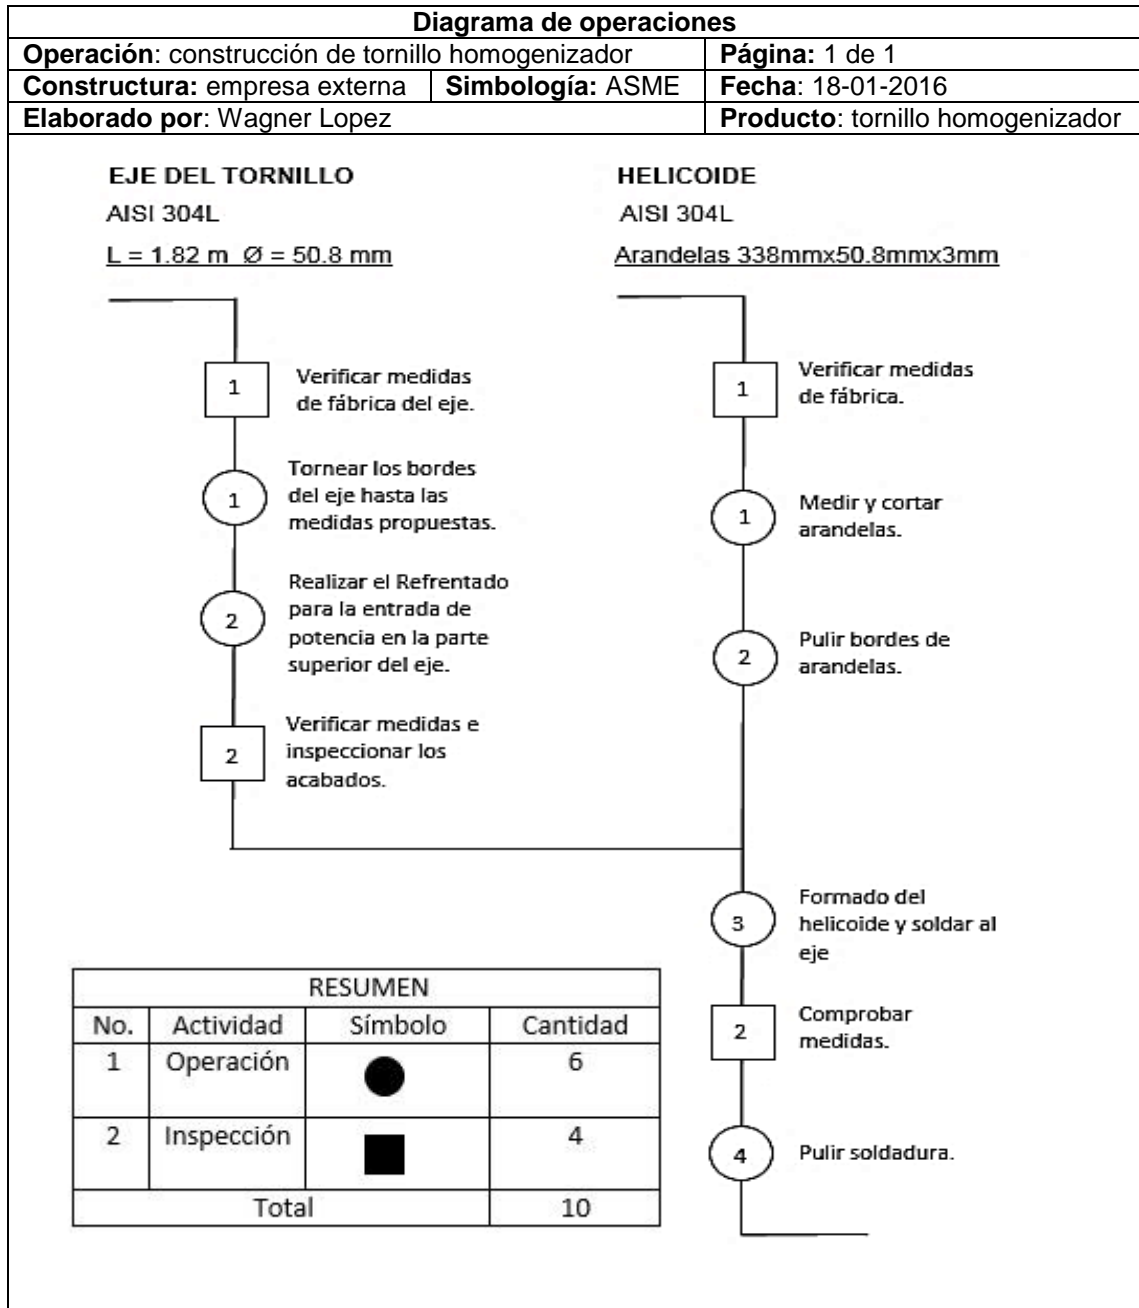 Diagrama de operaciones
Operación: construcción de tornillo homogenizador
Página: 1 de 1
Constructura: empresa externa
Simbología: ASME
Fecha: 18-01-2016
Elaborado por: Wagner Lopez
Producto: tornillo homogenizador
EJE DEL TORNILLO
AISI 304L
L = 1.82 m Ø = 50.8 mm
1
Verificar medidas
de fábrica del eje.
1
Tornear los bordes
del eje hasta las
medidas propuestas.
2
Realizar el Refrentado
para la entrada de
potencia en la parte
superior del eje.
2
Verificar medidas e
inspeccionar los
acabados.
HELICOIDE
AISI 304L
Arandelas 338mmx50.8mmx3mm
1
Verificar medidas
de fábrica.
1
Medir y cortar
arandelas.
2
Pulir bordes de
arandelas.
3
Formado del
helicoide y soldar al
eje
2
Comprobar
medidas.
4
Pulir soldadura.
RESUMEN
No. Actividad Símbolo Cantidad
1 Operación 6
2 Inspección 4
Total 10